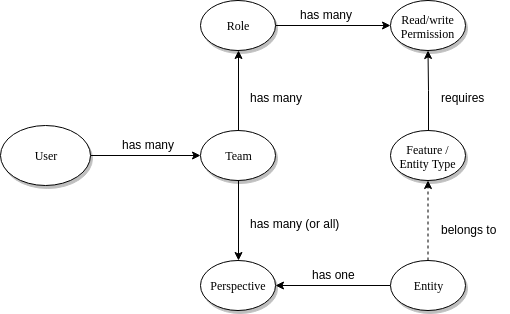 Role
has many
Read/write
Permission
has many
requires
User
has many
Team
Feature /
Entity Type
has many (or all)
belongs to
Perspective
has one
Entity